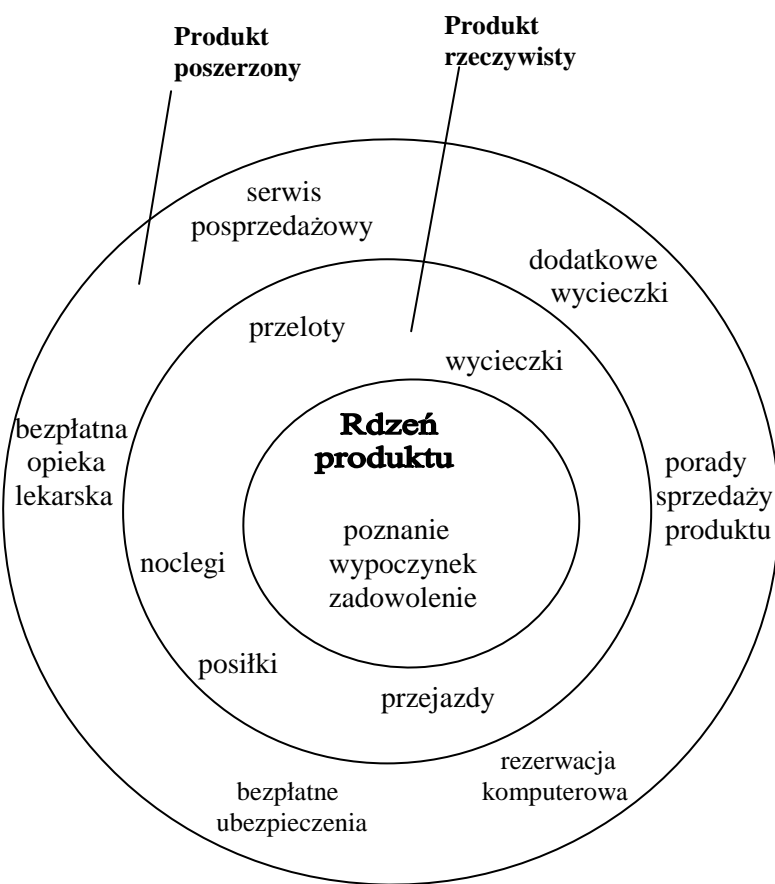 Produkt
poszerzony
Produkt
rzeczywisty
serwis
posprzedażowy
dodatkowe
wycieczki
przeloty
wycieczki
bezpłatna
opieka
lekarska
Rdzeń
produktu
porady
sprzedaży
produktu
poznanie
wypoczynek
zadowolenie
noclegi
posiłki
przejazdy
rezerwacja
komputerowa
bezpłatne
ubezpieczenia